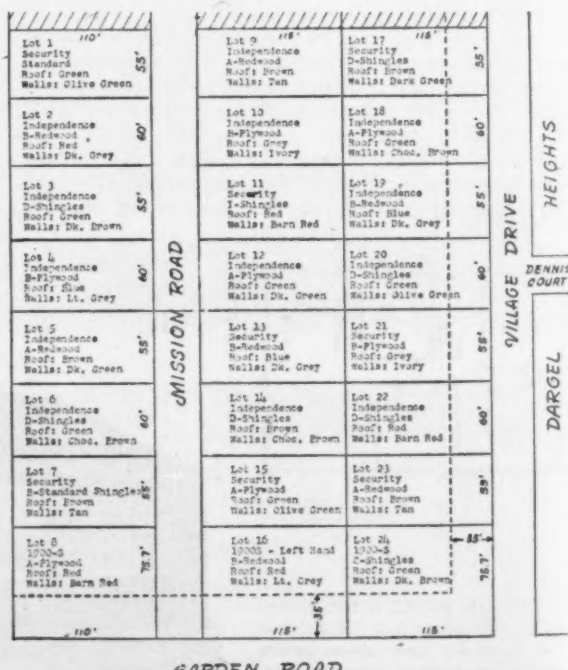 110'
115'
115'
Lot 1
Security
Standard
Roof: Green
Walls: Olive Green
55'
Lot 2
Independence
B-Redwood
Roof: Red
Walls: Dk. Grey
60'
Lot 3
Independence
D-Shingles
Roof: Green
Walls: Dk. Brown
55'
Lot 4
Independence
B-Plywood
Roof: Blue
Walls: Lt. Grey
60'
Lot 5
Independence
A-Redwood
Roof: Brown
Walls: Dk. Green
55'
Lot 6
Independence
D-Shingles
Roof: Green
Walls: Choc. Brown
60'
Lot 7
Security
B-Standard Shingles
Roof: Brown
Walls: Tan
55'
Lot 8
1900-S
A-Plywood
Roof: Red
Walls: Barn Red
75.7'
110'
MISSION ROAD
Lot 9
Independence
A-Redwood
Roof: Brown
Walls: Tan
Lot 10
Independence
B-Plywood
Roof: Grey
Walls: Ivory
Lot 11
Security
I-Shingles
Roof: Red
Walls: Barn Red
Lot 12
Independence
A-Plywood
Roof: Green
Walls: Dk. Green
Lot 13
Security
B-Redwood
Roof: Blue
Walls: Dk. Grey
Lot 14
Independence
D-Shingles
Roof: Brown
Walls: Choc. Brown
Lot 15
Security
A-Plywood
Roof: Green
Walls: Olive Green
Lot 16
1900S - Left Hand
B-Redwood
Roof: Red
Walls: Lt. Grey
35'
115'
Lot 17
Security
D-Shingles
Roof: Brown
Walls: Dark Green
55'
Lot 18
Independence
A-Plywood
Roof: Green
Walls: Choc. Brown
60'
Lot 19
Independence
B-Redwood
Roof: Blue
Walls: Dk. Grey
55'
Lot 20
Independence
D-Shingles
Roof: Green
Walls: Olive Green
60'
Lot 21
Security
B-Plywood
Roof: Grey
Walls: Ivory
55'
Lot 22
Independence
D-Shingles
Roof: Red
Walls: Barn Red
60'
Lot 23
Security
A-Redwood
Roof: Brown
Walls: Tan
55'
Lot 24
1900-S
C-Shingles
Roof: Green
Walls: Dk. Brown
75.7'
35'
115'
VILLAGE DRIVE
HEIGHTS
DENNIS
COURT
DARGEL
GARDEN ROAD